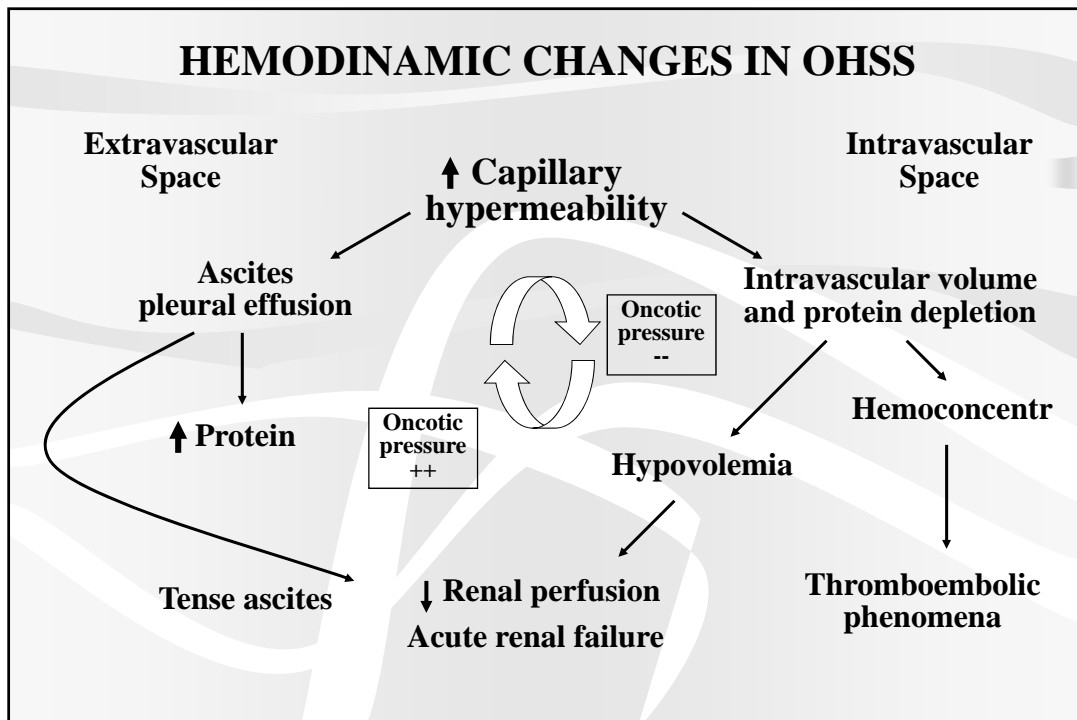 HEMODINAMIC CHANGES IN OHSS
Extravascular
Space
Intravascular
Space
Capillary
hypermeability
Ascites
pleural effusion
Intravascular volume
and protein depletion
Oncotic
pressure
--
Hemoconcentr
Protein
Oncotic
pressure
++
Hypovolemia
Tense ascites
Renal perfusion
Acute renal failure
Thromboembolic
phenomena